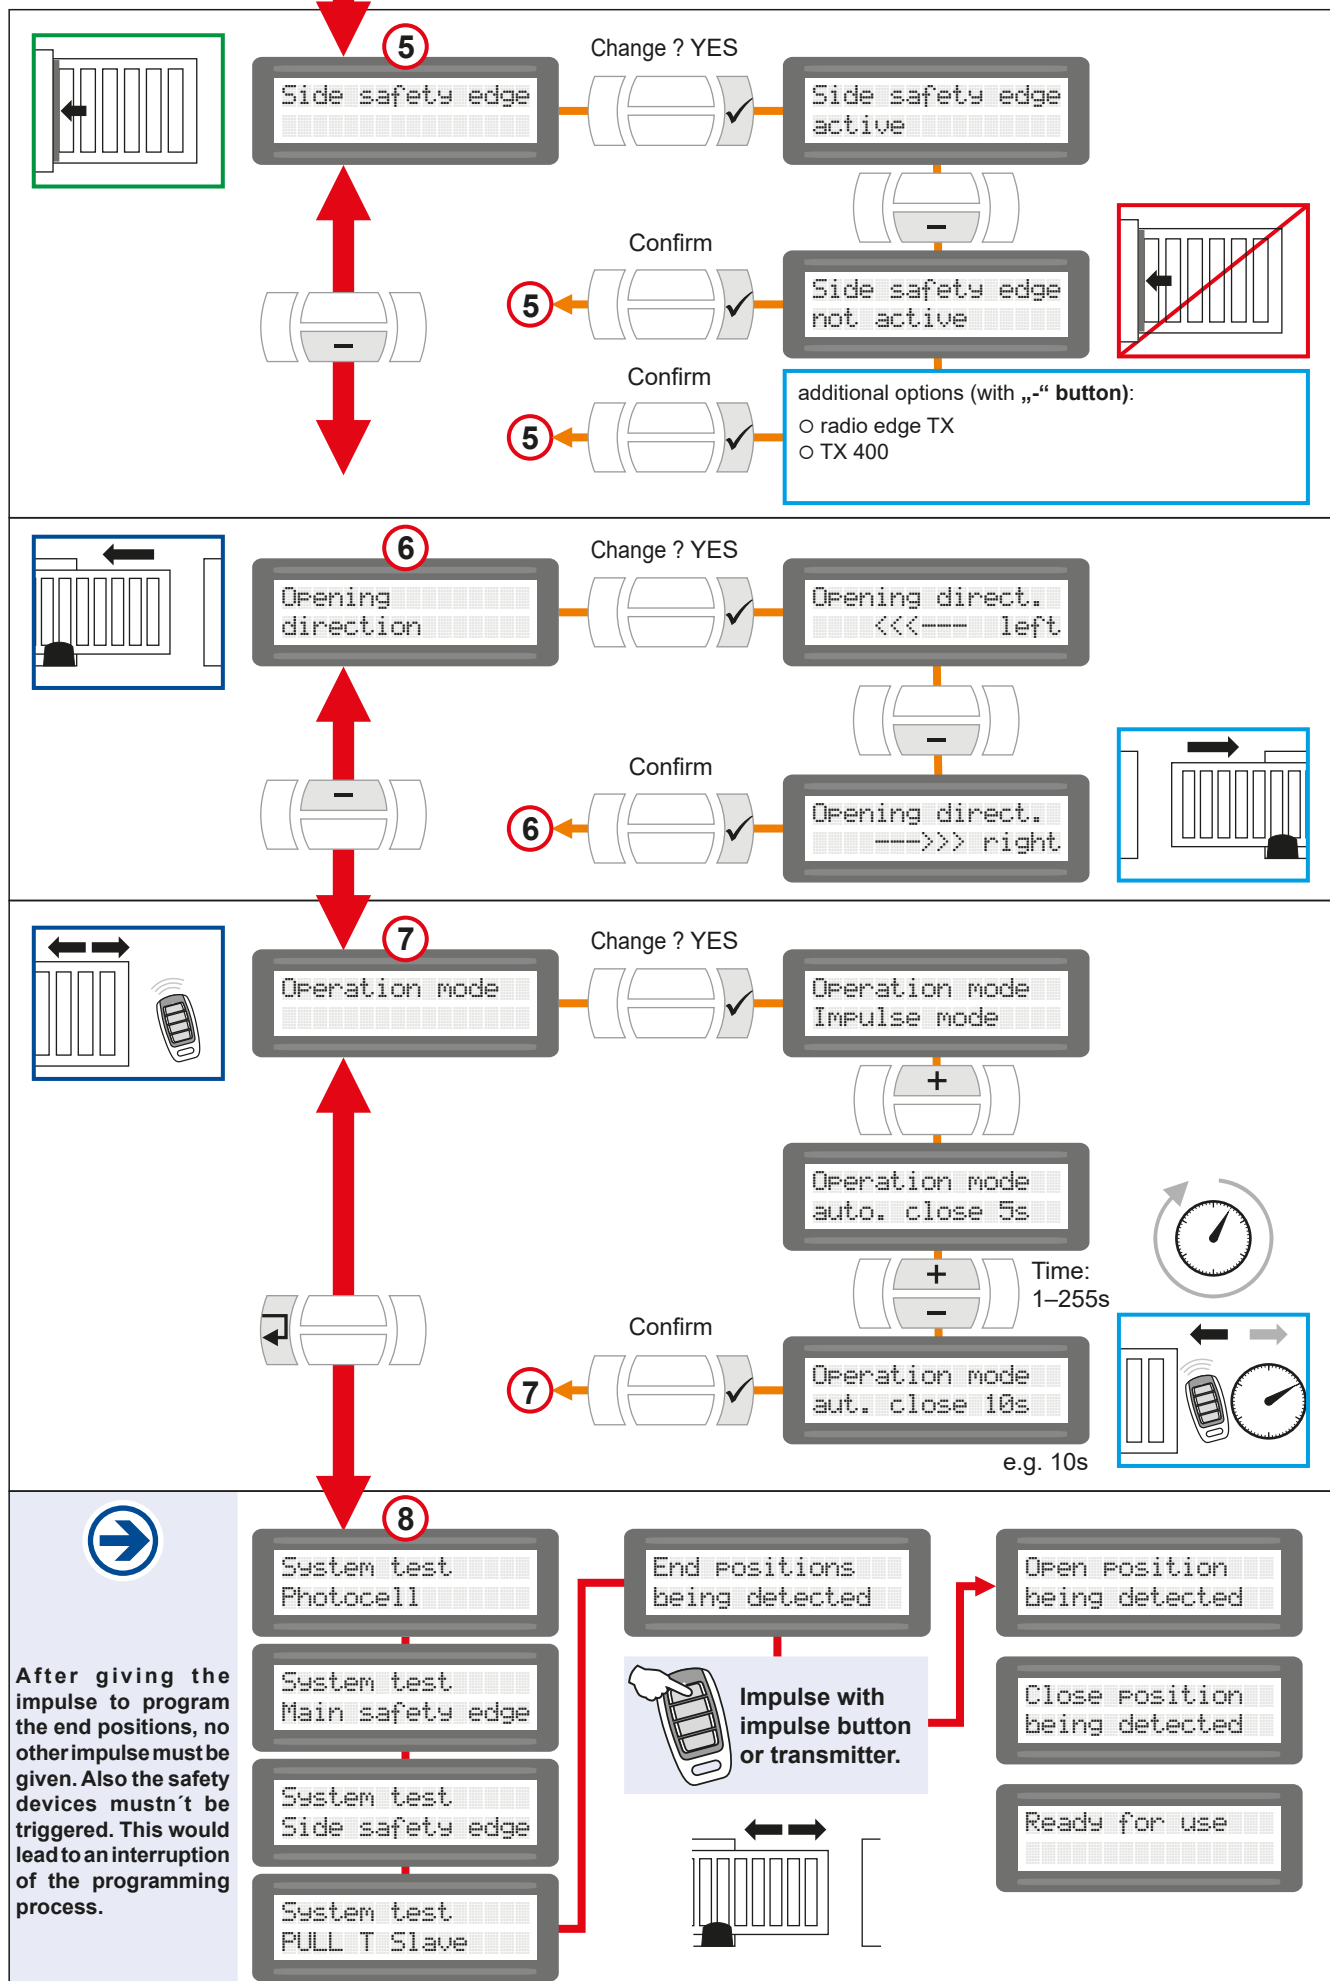 5
Change ? YES
Side safety edge
Side safety edge
active
−
Confirm
5
Side safety edge
not active
−
Confirm
5
additional options (with „-“ button):
○ radio edge TX
○ TX 400
6
Change ? YES
Opening
direction
Opening direct.
<<<--- left
−
−
Confirm
6
Opening direct.
--->>> right
7
Change ? YES
Operation mode
Operation mode
Impulse mode
+
Operation mode
auto. close 5s
+
−
Time:
1–255s
Confirm
7
Operation mode
aut. close 10s
e.g. 10s
8
System test
Photocell
System test
Main safety edge
System test
Side safety edge
System test
PULL T Slave
End positions
being detected
Impulse with
impulse button
or transmitter.
Open position
being detected
Close position
being detected
Ready for use
After giving the
impulse to program
the end positions, no
other impulse must be
given. Also the safety
devices mustn´t be
triggered. This would
lead to an interruption
of the programming
process.